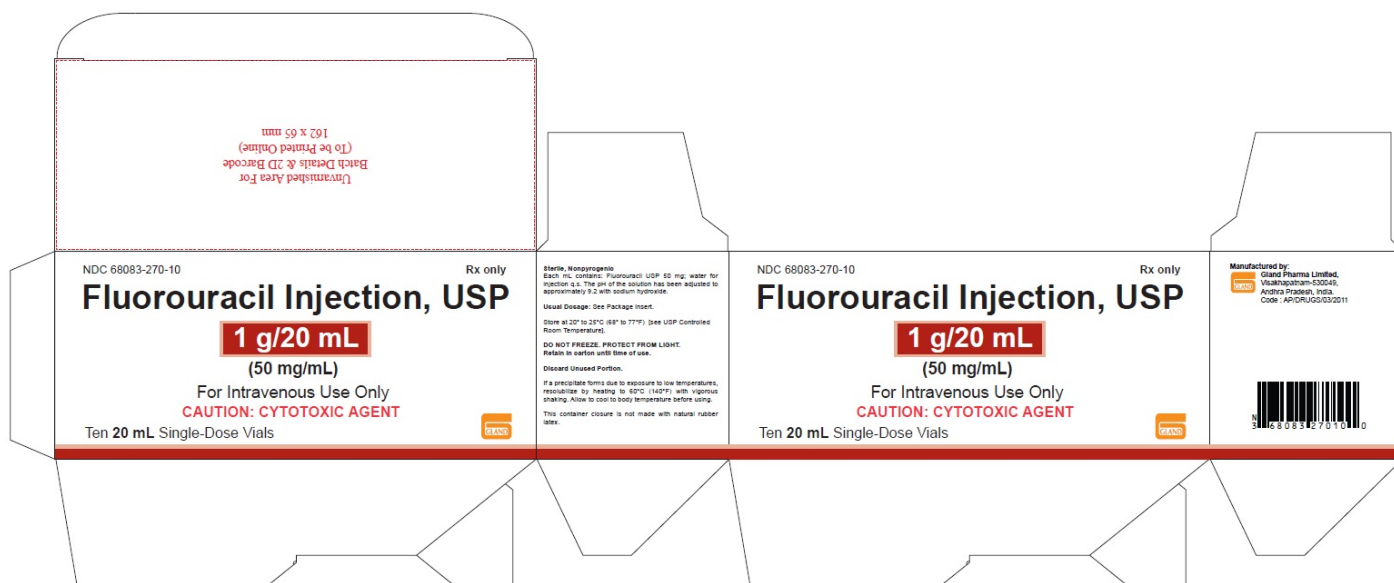 Unvarnished Area For
Batch Details & 2D Barcode
(To be Printed Online)
162 x 65 mm
NDC 68083-270-10
Rx only
Fluorouracil Injection, USP
1 g/20 mL
(50 mg/mL)
For Intravenous Use Only
CAUTION: CYTOTOXIC AGENT
Ten 20 mL Single-Dose Vials
GLAND
Sterile, Nonpyrogenic
Each mL contains: Fluorouracil USP 50 mg; water for
injection q.s. The pH of the solution has been adjusted to
approximately 9.2 with sodium hydroxide.
Usual Dosage: See Package Insert.
Store at 20° to 25°C (68° to 77°F) [see USP Controlled
Room Temperature].
DO NOT FREEZE. PROTECT FROM LIGHT.
Retain in carton until time of use.
Discard Unused Portion.
If a precipitate forms due to exposure to low temperatures,
resolubilize by heating to 60°C (140°F) with vigorous
shaking. Allow to cool to body temperature before using.
This container closure is not made with natural rubber
latex.
NDC 68083-270-10
Rx only
Fluorouracil Injection, USP
1 g/20 mL
(50 mg/mL)
For Intravenous Use Only
CAUTION: CYTOTOXIC AGENT
Ten 20 mL Single-Dose Vials
GLAND
Manufactured by:
Gland Pharma Limited,
Visakhapatnam-530049,
Andhra Pradesh, India.
Code : AP/DRUGS/03/2011
GLAND
N
3 68083 27010 0